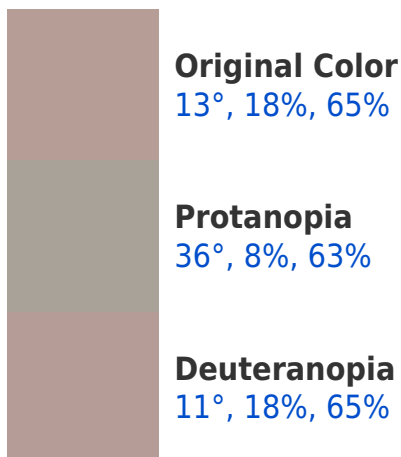 Original Color
13°, 18%, 65%
Protanopia
36°, 8%, 63%
Deuteranopia
11°, 18%, 65%